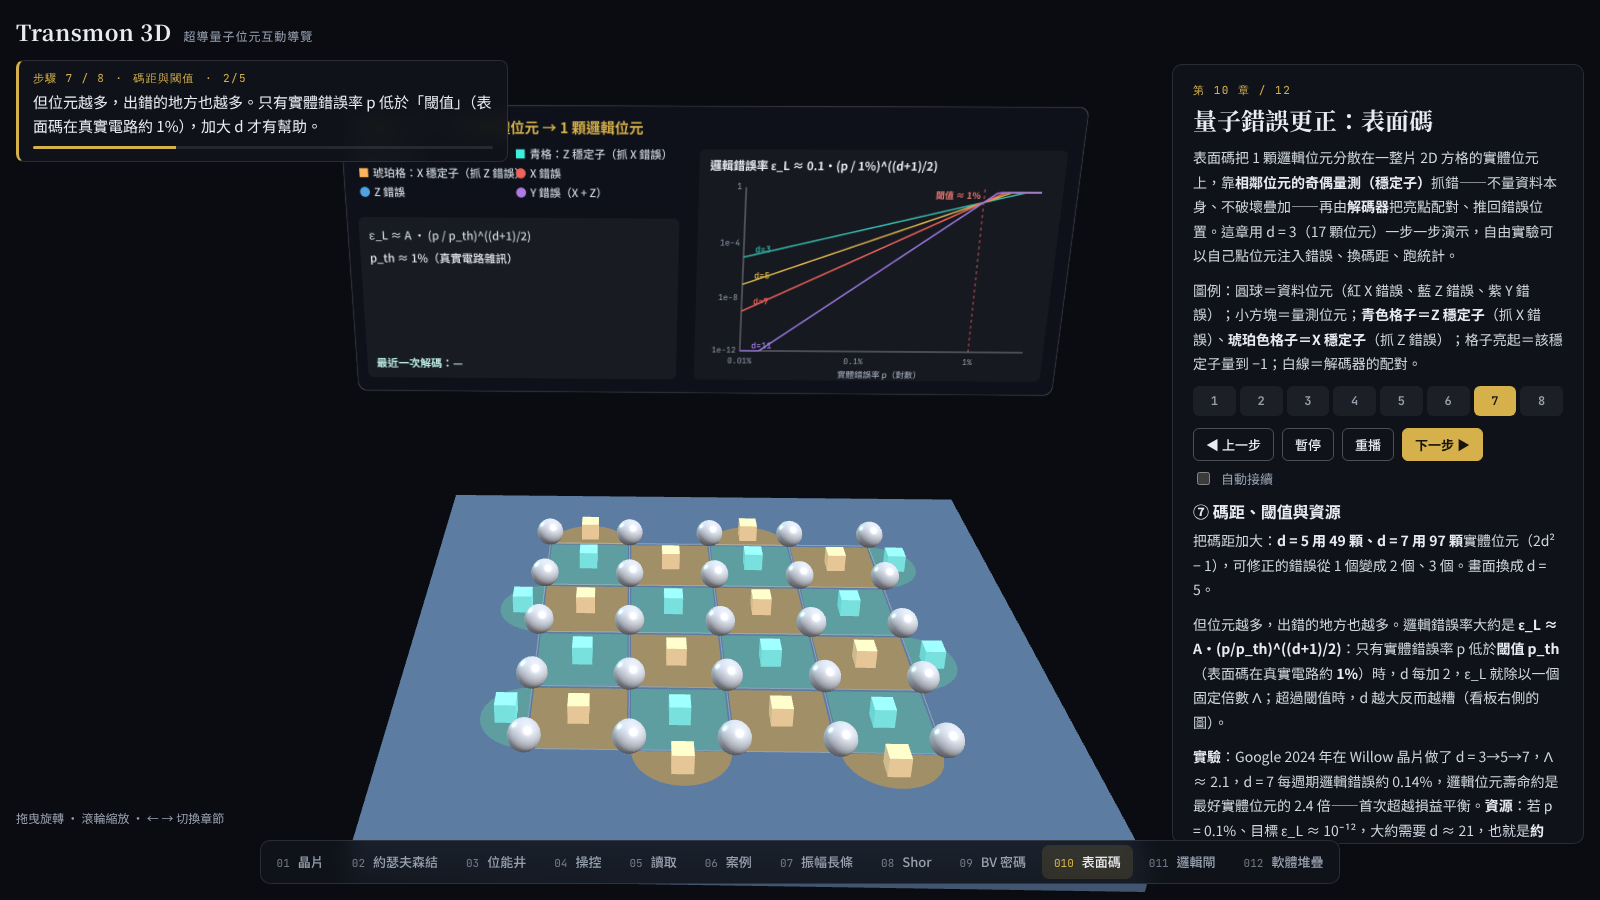 Transmon 3D 超導量子位元互動導覽
步驟 7 / 8 · 碼距與閾值 · 2/5
但位元越多，出錯的地方也越多。只有實體錯誤率 p 低於「閾值」（表
面碼在真實電路約 1%），加大 d 才有幫助。
位元 → 1 顆邏輯位元
青格：Z 穩定子（抓 X 錯誤）
琥珀格：X 穩定子（抓 Z 錯誤）
X 錯誤
Z 錯誤
Y 錯誤（X + Z）
ε_L ≈ A · (p / p_th)^((d+1)/2)
p_th ≈ 1%（真實電路雜訊）
最近一次解碼：—
邏輯錯誤率 ε_L ≈ 0.1 · (p / 1%)^((d+1)/2)
閾值 ≈ 1%
1
1e-4
1e-8
1e-12
d=3
d=5
d=7
d=11
0.01%
0.1%
1%
實體錯誤率 p（對數）
第 10 章 / 12
量子錯誤更正：表面碼
表面碼把 1 顆邏輯位元分散在一整片 2D 方格的實體位元
上，靠相鄰位元的奇偶量測（穩定子）抓錯——不量資料本
身、不破壞疊加——再由解碼器把亮點配對、推回錯誤位
置。這章用 d = 3（17 顆位元）一步一步演示，自由實驗可
以自己點位元注入錯誤、換碼距、跑統計。
圖例：圓球＝資料位元（紅 X 錯誤、藍 Z 錯誤、紫 Y 錯
誤）；小方塊＝量測位元；青色格子＝Z 穩定子（抓 X 錯
誤）、琥珀色格子＝X 穩定子（抓 Z 錯誤）；格子亮起＝該穩
定子量到 −1；白線＝解碼器的配對。
1 2 3 4 5 6 7 8
◀ 上一步 暫停 重播 下一步 ▶
自動接續
⑦ 碼距、閾值與資源
把碼距加大：d = 5 用 49 顆、d = 7 用 97 顆實體位元（2d²
− 1），可修正的錯誤從 1 個變成 2 個、3 個。畫面換成 d =
5。
但位元越多，出錯的地方也越多。邏輯錯誤率大約是 ε_L ≈
A · (p/p_th)^((d+1)/2)：只有實體錯誤率 p 低於閾值 p_th
（表面碼在真實電路約 1%）時，d 每加 2，ε_L 就除以一個
固定倍數 Λ；超過閾值時，d 越大反而越糟（看板右側的
圖）。
實驗：Google 2024 年在 Willow 晶片做了 d = 3→5→7，Λ
≈ 2.1，d = 7 每週期邏輯錯誤約 0.14%，邏輯位元壽命約是
最好實體位元的 2.4 倍——首次超越損益平衡。資源：若 p
= 0.1%、目標 ε_L ≈ 10⁻¹²，大約需要 d ≈ 21，也就是約
拖曳旋轉 · 滾輪縮放 · ← → 切換章節
01 晶片 02 約瑟夫森結 03 位能井 04 操控 05 讀取 06 案例 07 振幅長條 08 Shor 09 BV 密碼 010 表面碼 011 邏輯閘 012 軟體堆疊